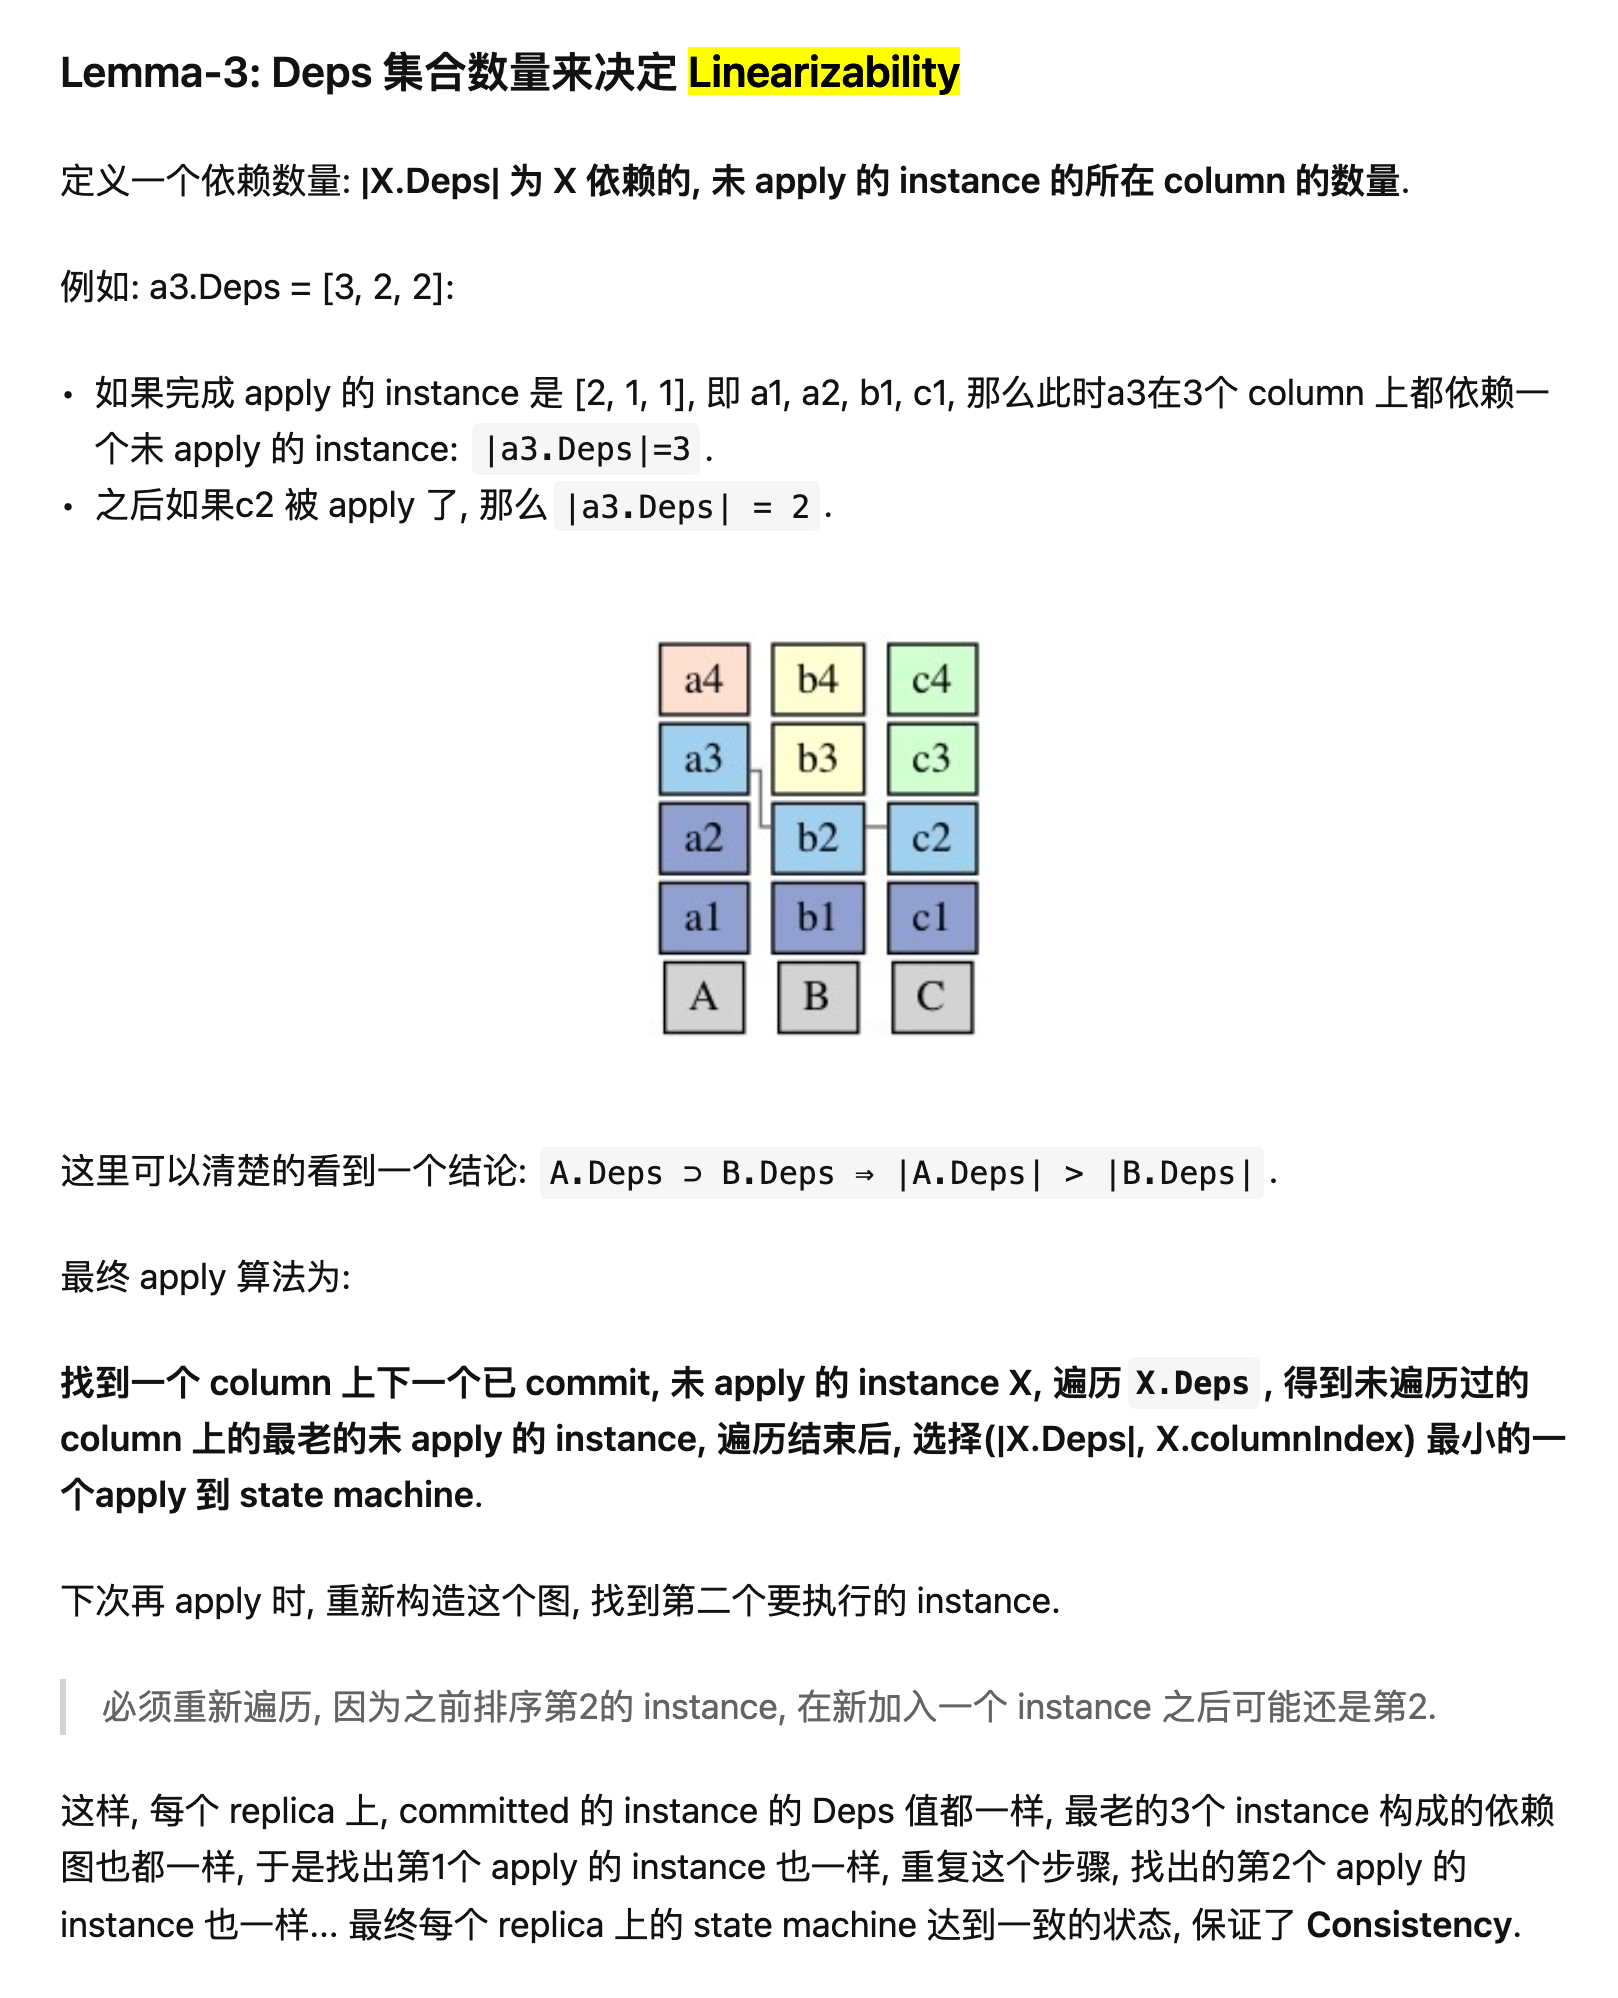 Lemma-3: Deps 集合数量来决定 Linearizability
定义一个依赖数量: |X.Deps| 为 X 依赖的, 未 apply 的 instance 的所在 column 的数量.
例如: a3.Deps = [3, 2, 2]:
• 如果完成 apply 的 instance 是 [2, 1, 1], 即 a1, a2, b1, c1, 那么此时a3在3个 column 上都依赖一
个未 apply 的 instance: |a3.Deps|=3 .
• 之后如果c2 被 apply 了, 那么 |a3.Deps| = 2 .
a4 b4 c4
a3 b3 c3
a2 b2 c2
a1 b1 c1
A B C
这里可以清楚的看到一个结论: A.Deps ⊃ B.Deps ⇒ |A.Deps| > |B.Deps| .
最终 apply 算法为:
找到一个 column 上下一个已 commit, 未 apply 的 instance X, 遍历 X.Deps , 得到未遍历过的
column 上的最老的未 apply 的 instance, 遍历结束后, 选择(|X.Deps|, X.columnIndex) 最小的一
个apply 到 state machine.
下次再 apply 时, 重新构造这个图, 找到第二个要执行的 instance.
必须重新遍历, 因为之前排序第2的 instance, 在新加入一个 instance 之后可能还是第2.
这样, 每个 replica 上, committed 的 instance 的 Deps 值都一样, 最老的3个 instance 构成的依赖
图也都一样, 于是找出第1个 apply 的 instance 也一样, 重复这个步骤, 找出的第2个 apply 的
instance 也一样... 最终每个 replica 上的 state machine 达到一致的状态, 保证了 Consistency.